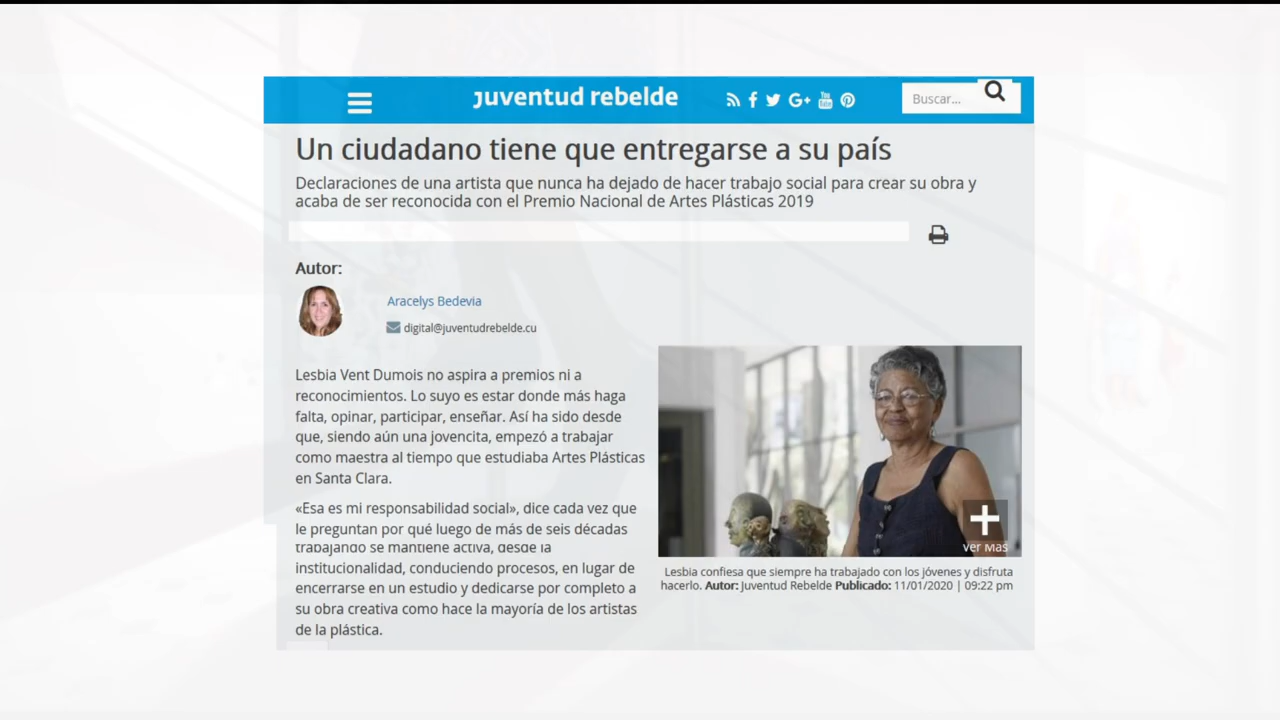 juventud rebelde
Buscar...
Un ciudadano tiene que entregarse a su país
Declaraciones de una artista que nunca ha dejado de hacer trabajo social para crear su obra y
acaba de ser reconocida con el Premio Nacional de Artes Plásticas 2019
Autor:
Aracelys Bedevia
digital@juventudrebelde.cu
Lesbia Vent Dumois no aspira a premios ni a
reconocimientos. Lo suyo es estar donde más haga
falta, opinar, participar, enseñar. Así ha sido desde
que, siendo aún una jovencita, empezó a trabajar
como maestra al tiempo que estudiaba Artes Plásticas
en Santa Clara.
«Esa es mi responsabilidad social», dice cada vez que
le preguntan por qué luego de más de seis décadas
trabajando se mantiene activa, desde la
institucionalidad, conduciendo procesos, en lugar de
encerrarse en un estudio y dedicarse por completo a
su obra creativa como hace la mayoría de los artistas
de la plástica.
ver más
Lesbia confiesa que siempre ha trabajado con los jóvenes y disfruta
hacerlo. Autor: Juventud Rebelde Publicado: 11/01/2020 | 09:22 pm